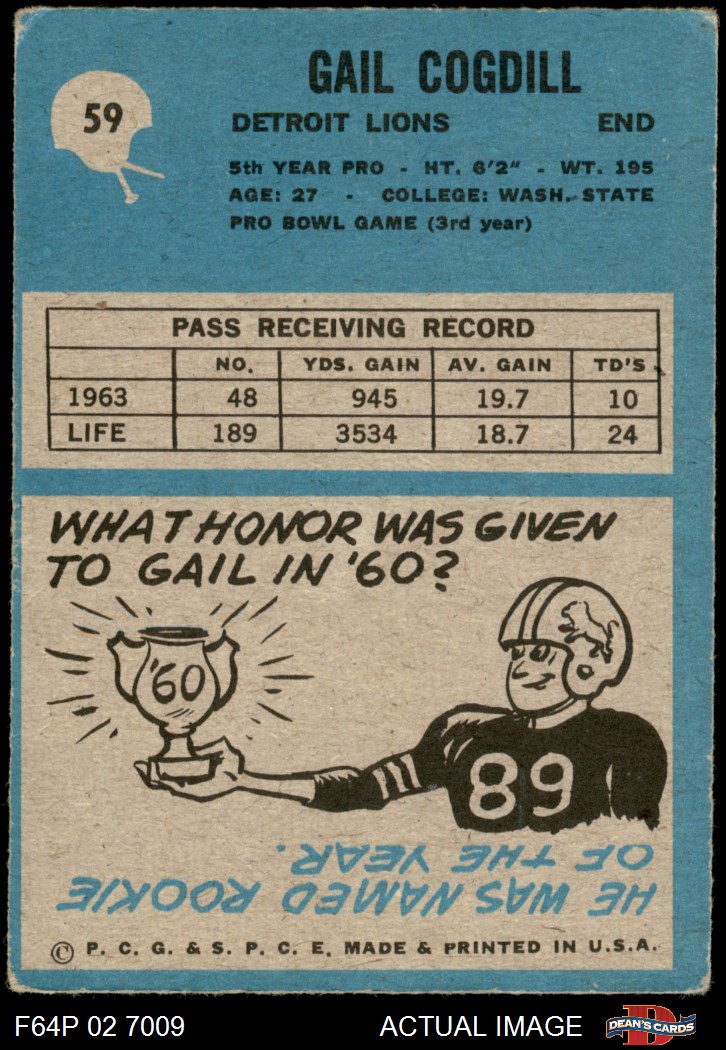 59
GAIL COGDILL
DETROIT LIONS END
5th YEAR PRO - HT. 6'2" - WT. 195
AGE: 27 - COLLEGE: WASH. STATE
PRO BOWL GAME (3rd year)
PASS RECEIVING RECORD
NO. YDS. GAIN AV. GAIN TD'S
1963 48 945 19.7 10
LIFE 189 3534 18.7 24
WHAT HONOR WAS GIVEN
TO GAIL IN '60?
'60
89
HE WAS NAMED ROOKIE
OF THE YEAR.
© P. C. G. & S. P. C. E. MADE & PRINTED IN U.S.A.
F64P 02 7009 ACTUAL IMAGE
D
DEAN'S CARDS